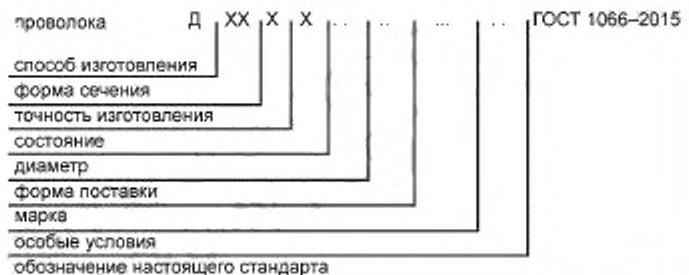 проволока Д ХХ Х Х .. .. ... .. ГОСТ 1066–2015
способ изготовления
форма сечения
точность изготовления
состояние
диаметр
форма поставки
марка
особые условия
обозначение настоящего стандарта